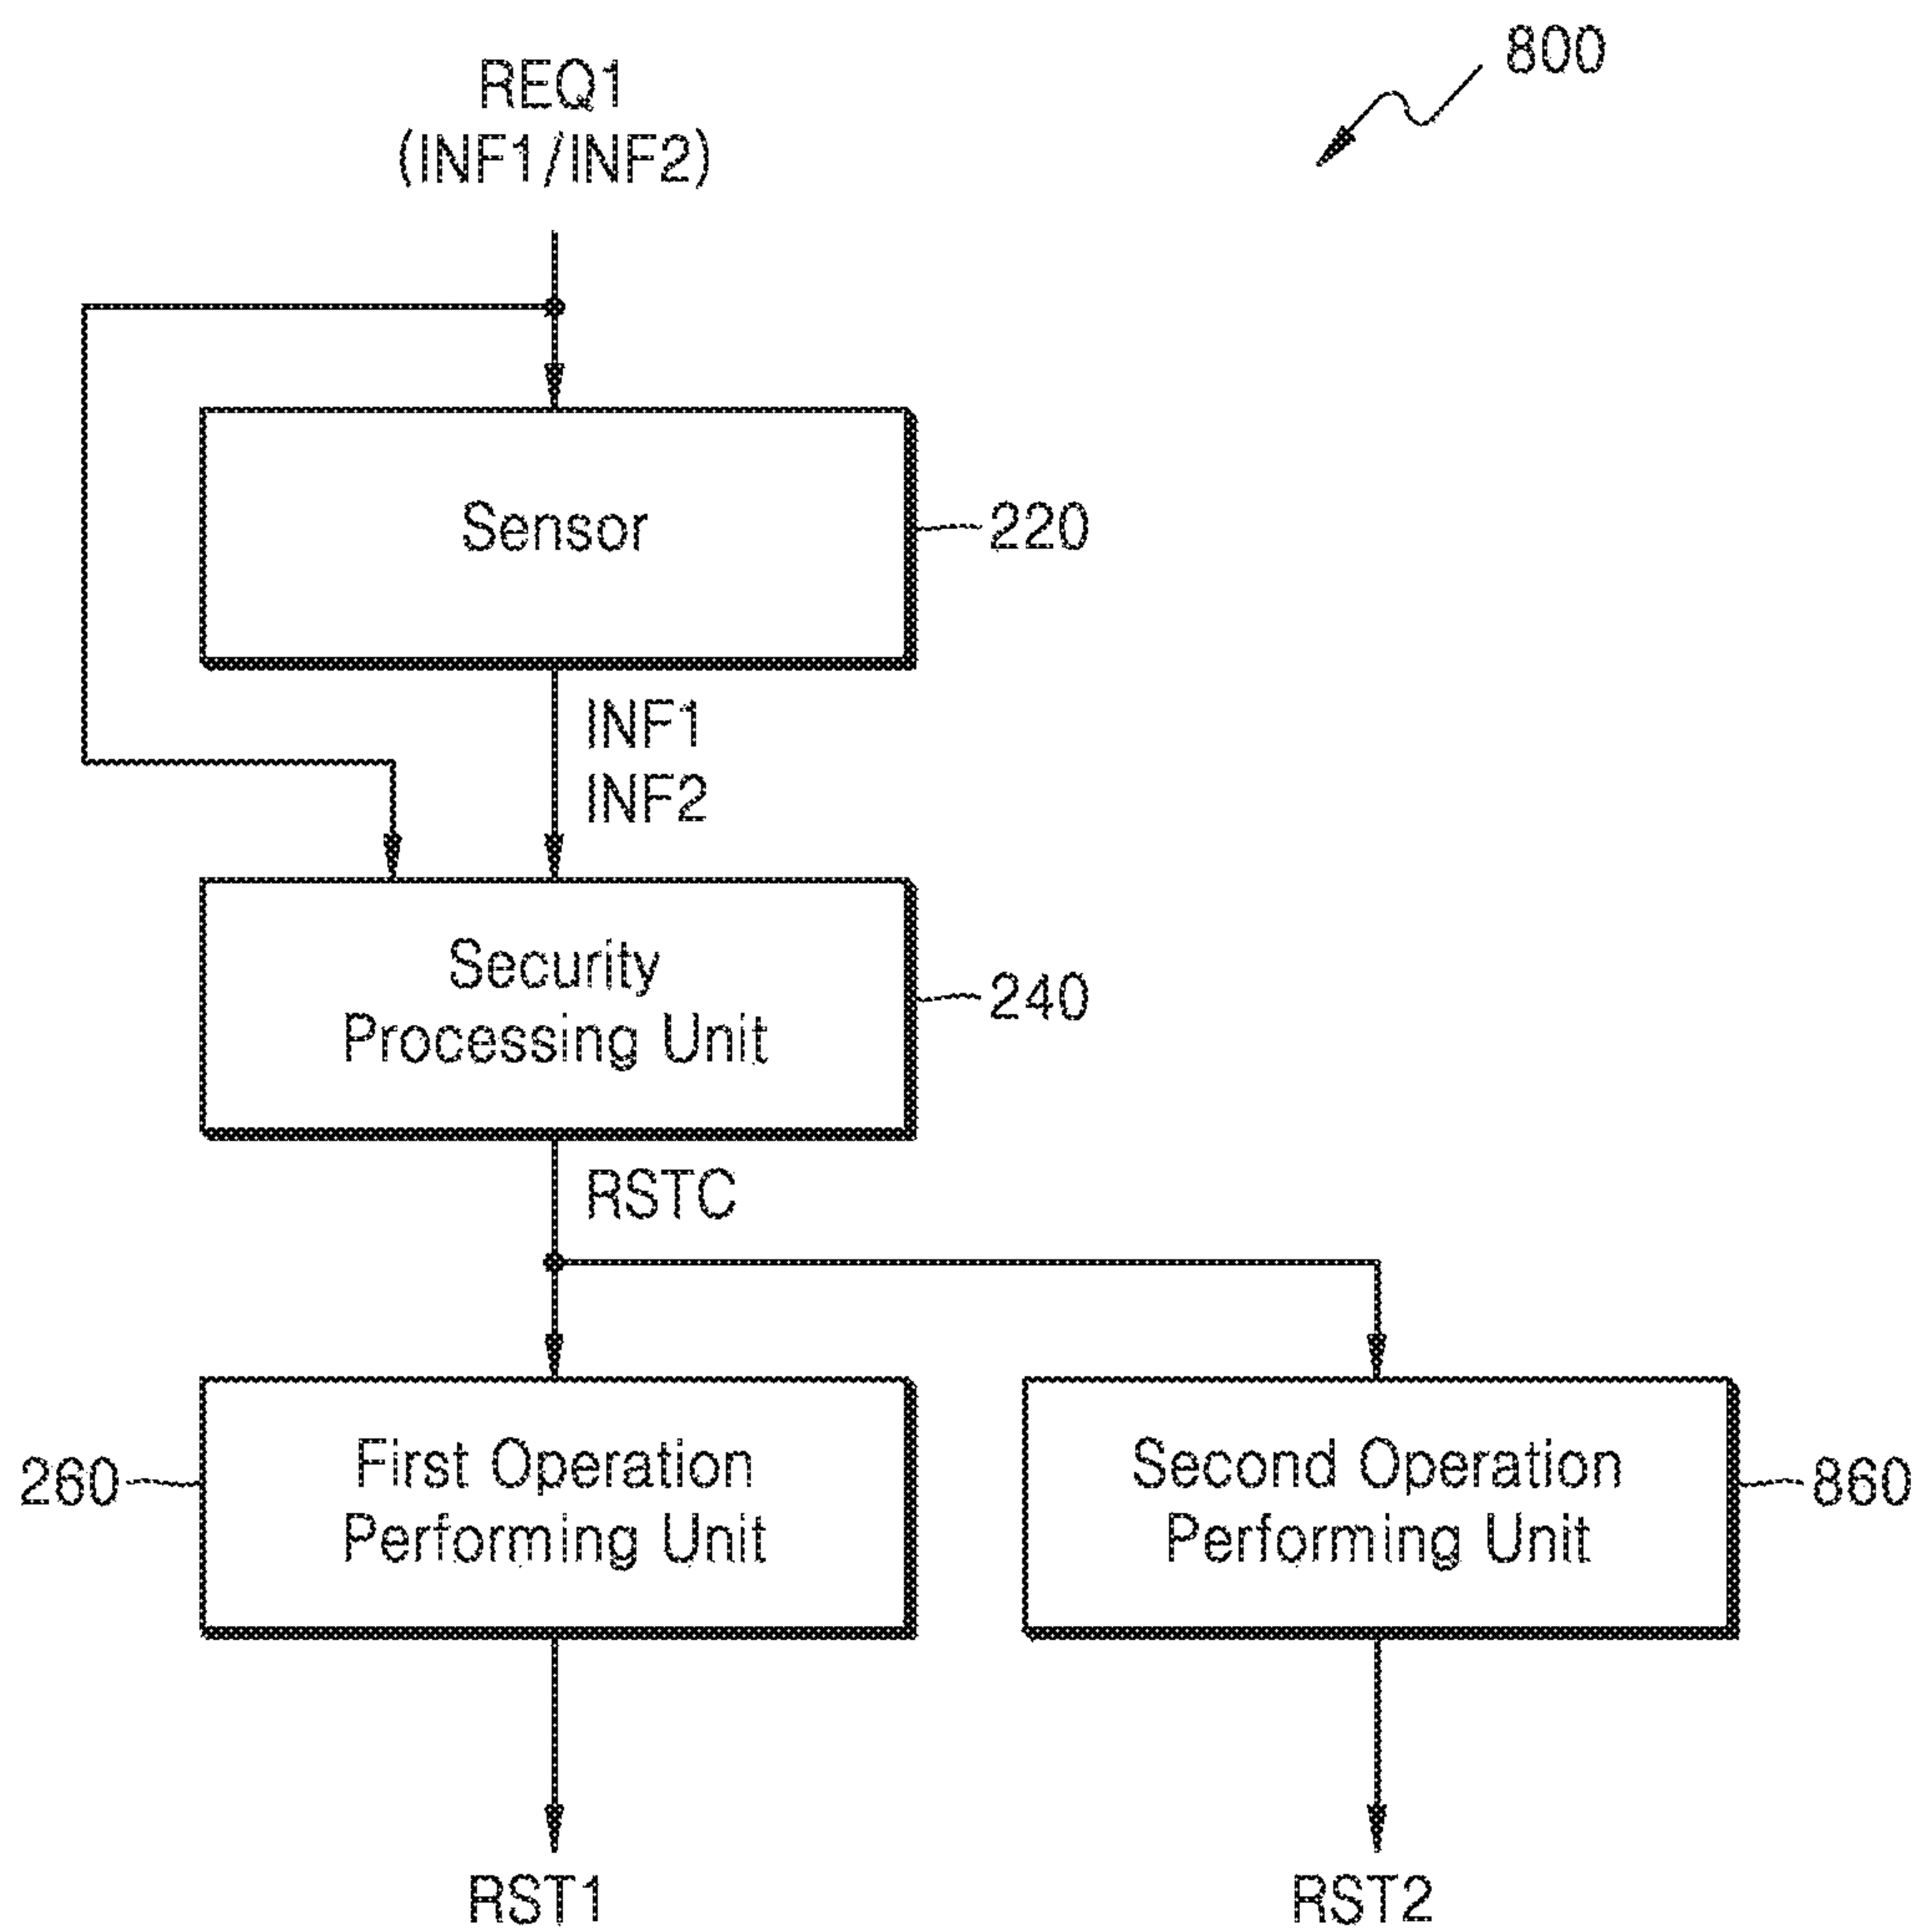 800
REQ1
(INF1/INF2)
Sensor
220
INF1
INF2
Security
Processing Unit
240
RSTC
260
First Operation
Performing Unit
Second Operation
Performing Unit
860
RST1
RST2